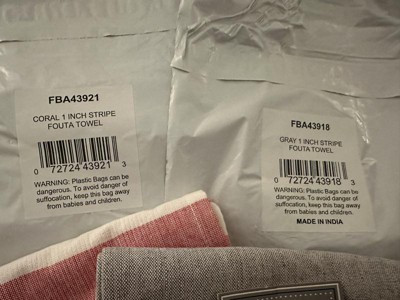 FBA43921
CORAL 1 INCH STRIPE
FOUTA TOWEL
0 72724 43921 3
WARNING: Plastic Bags can be
dangerous. To avoid danger of
suffocation, keep this bag away
from babies and children.
FBA43918
GRAY 1 INCH STRIPE
FOUTA TOWEL
0 72724 43918 3
WARNING: Plastic Bags can be
dangerous. To avoid danger of
suffocation, keep this bag away
from babies and children.
MADE IN INDIA